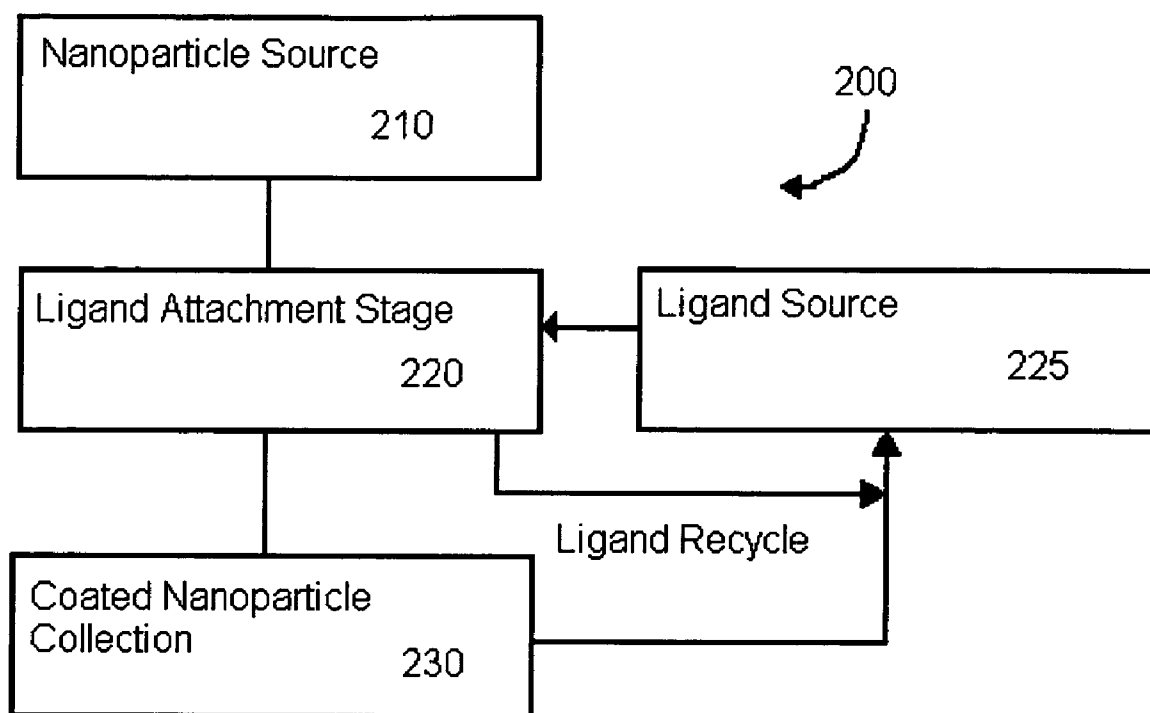 Nanoparticle Source
210
200
Ligand Attachment Stage
220
Ligand Source
225
Ligand Recycle
Coated Nanoparticle
Collection
230